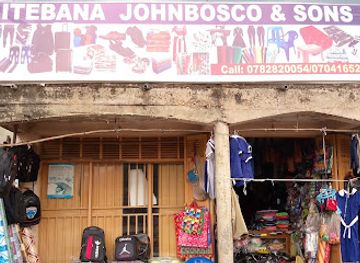 ITEBANA JOHNBOSCO & SONS
Call: 0782820054/07041652